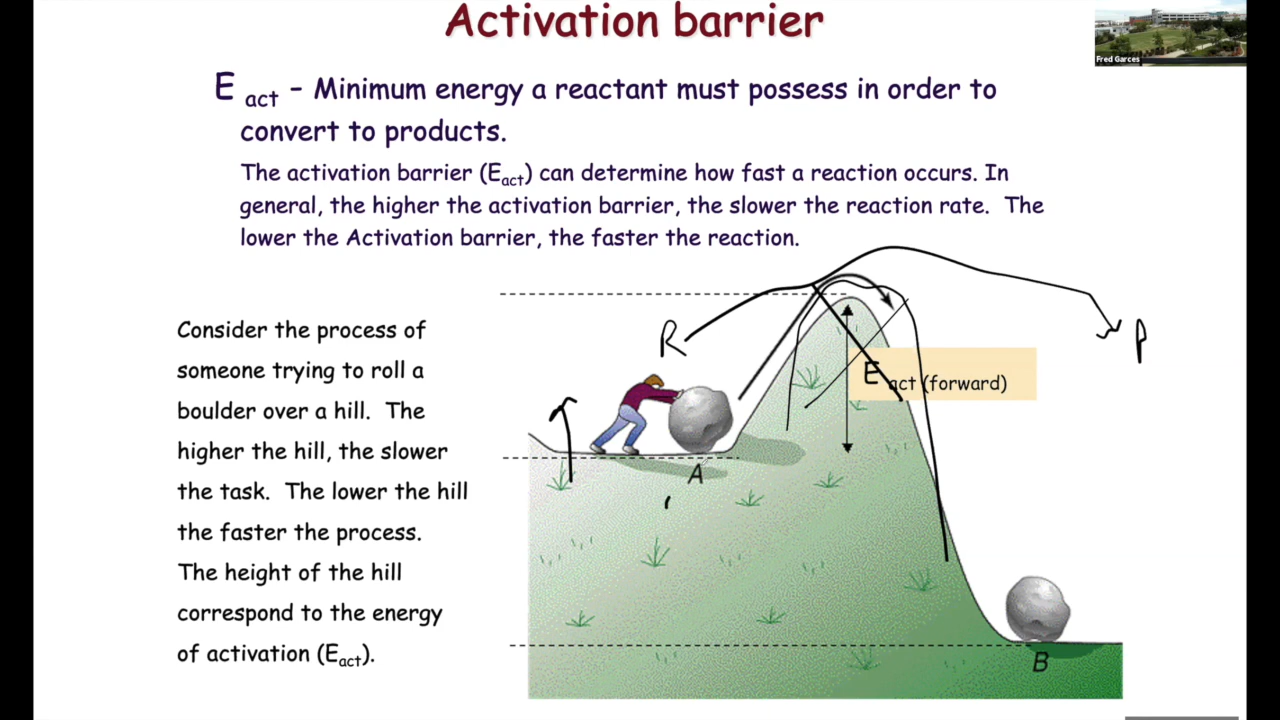 Activation barrier
Fred Garces
E act - Minimum energy a reactant must possess in order to
convert to products.
The activation barrier (Eact) can determine how fast a reaction occurs. In
general, the higher the activation barrier, the slower the reaction rate. The
lower the Activation barrier, the faster the reaction.
Consider the process of
someone trying to roll a
boulder over a hill. The
higher the hill, the slower
the task. The lower the hill
the faster the process.
The height of the hill
correspond to the energy
of activation (Eact).
R
P
E act (forward)
A
B